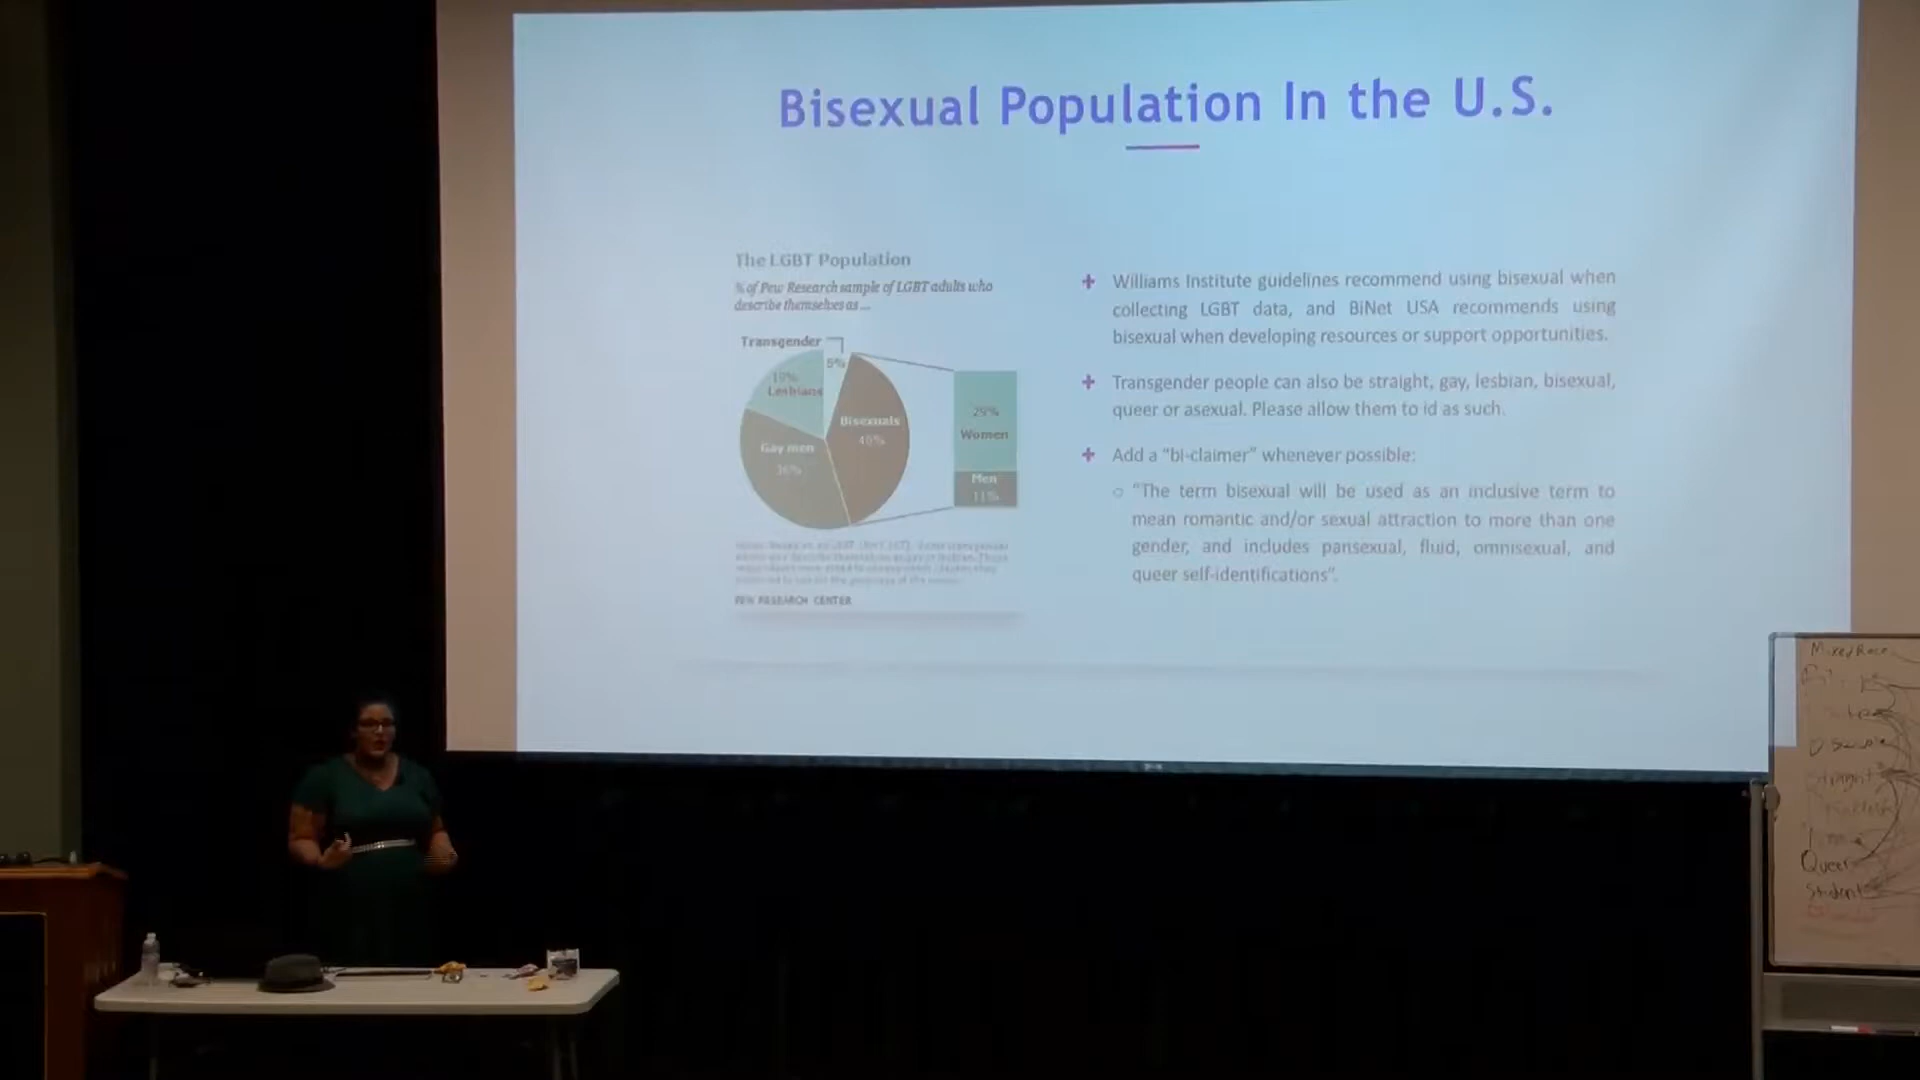 Bisexual Population In the U.S.
The LGBT Population
% of Pew Research sample of LGBT adults who
describe themselves as ...
Transgender
5%
19%
Lesbians
Bisexuals
40%
Gay men
36%
29%
Women
Men
11%
PEW RESEARCH CENTER
Williams Institute guidelines recommend using bisexual when
collecting LGBT data, and BiNet USA recommends using
bisexual when developing resources or support opportunities.
Transgender people can also be straight, gay, lesbian, bisexual,
queer or asexual. Please allow them to id as such.
Add a “bi-claimer” whenever possible:
“The term bisexual will be used as an inclusive term to
mean romantic and/or sexual attraction to more than one
gender, and includes pansexual, fluid, omnisexual, and
queer self-identifications”.
Mixed Race
Straight
Queer
Student